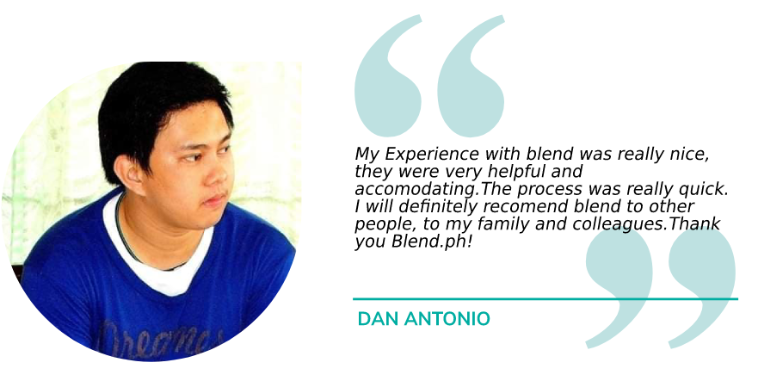 My Experience with blend was really nice,
they were very helpful and
accomodating.The process was really quick.
I will definitely recomend blend to other
people, to my family and colleagues.Thank
you Blend.ph!
DAN ANTONIO